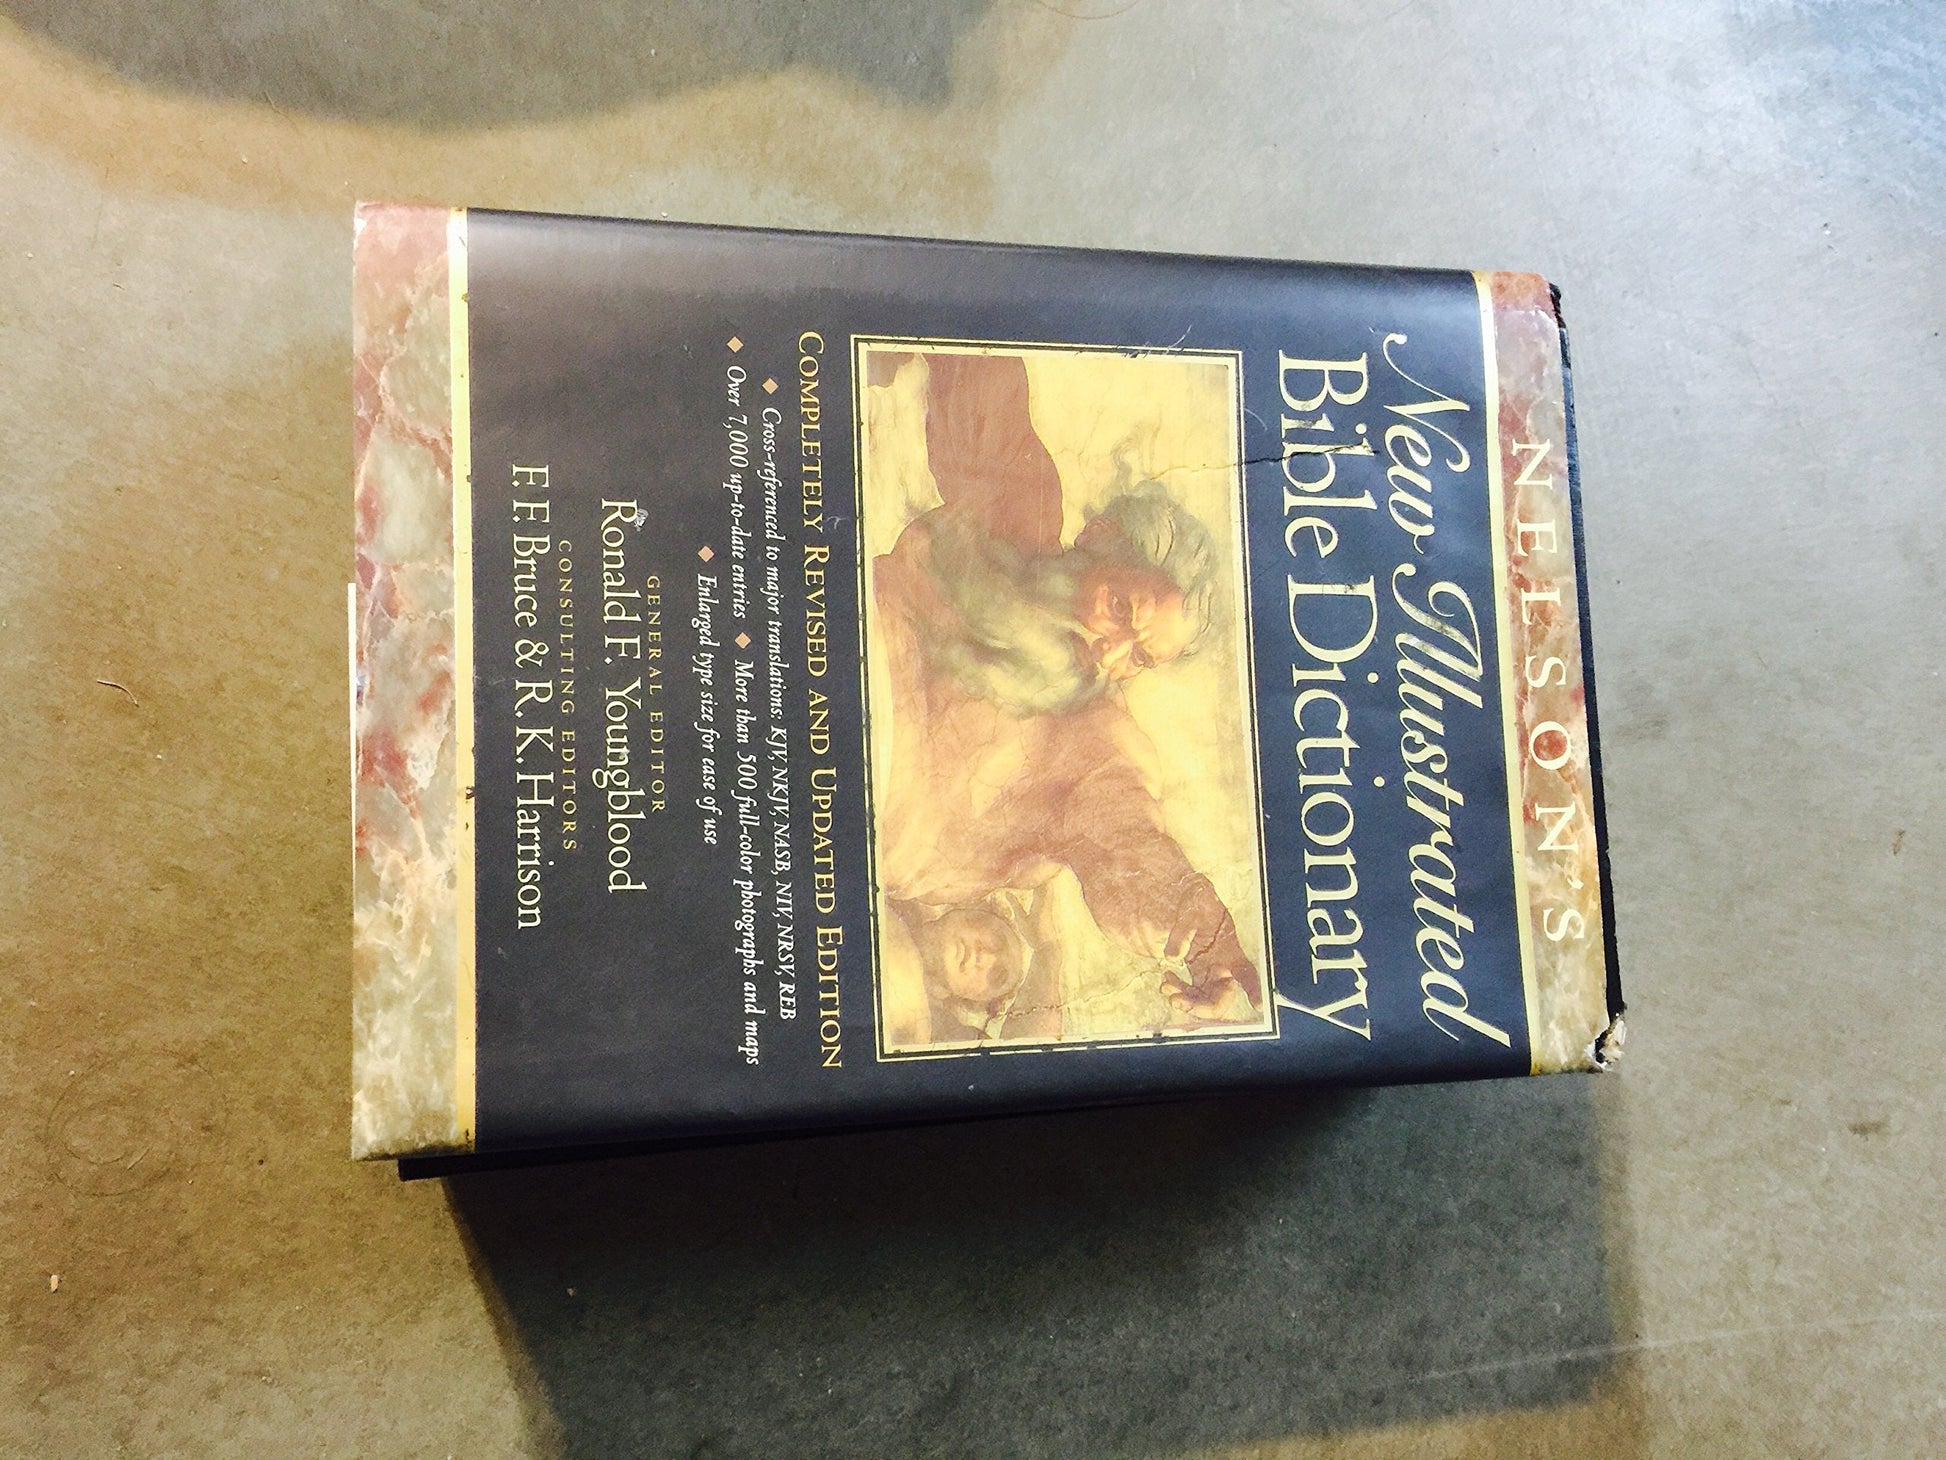 NELSON'S
New Illustrated
Bible Dictionary
COMPLETELY REVISED AND UPDATED EDITION
◆ Cross-referenced to major translations: KJV, NKJV, NASB, NIV, NRSV, REB
◆ Over 7,000 up-to-date entries ◆ More than 500 full-color photographs and maps
◆ Enlarged type size for ease of use
GENERAL EDITOR
Ronald F. Youngblood
CONSULTING EDITORS
F. F. Bruce & R. K. Harrison